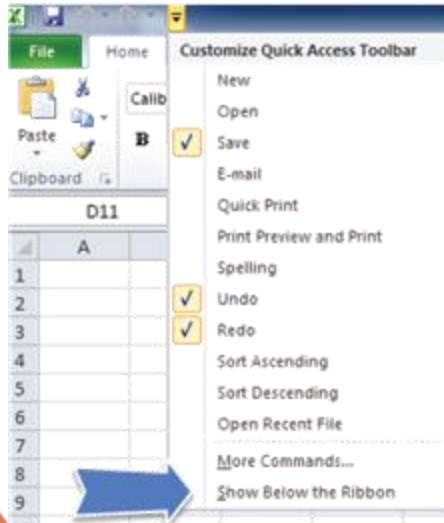 File Home Customize Quick Access Toolbar
New
Calib Open
Paste B Save
E-mail
Clipboard Quick Print
D11 Print Preview and Print
A Spelling
1
2 Undo
3 Redo
4 Sort Ascending
5 Sort Descending
6 Open Recent File
7
8 More Commands...
9 Show Below the Ribbon